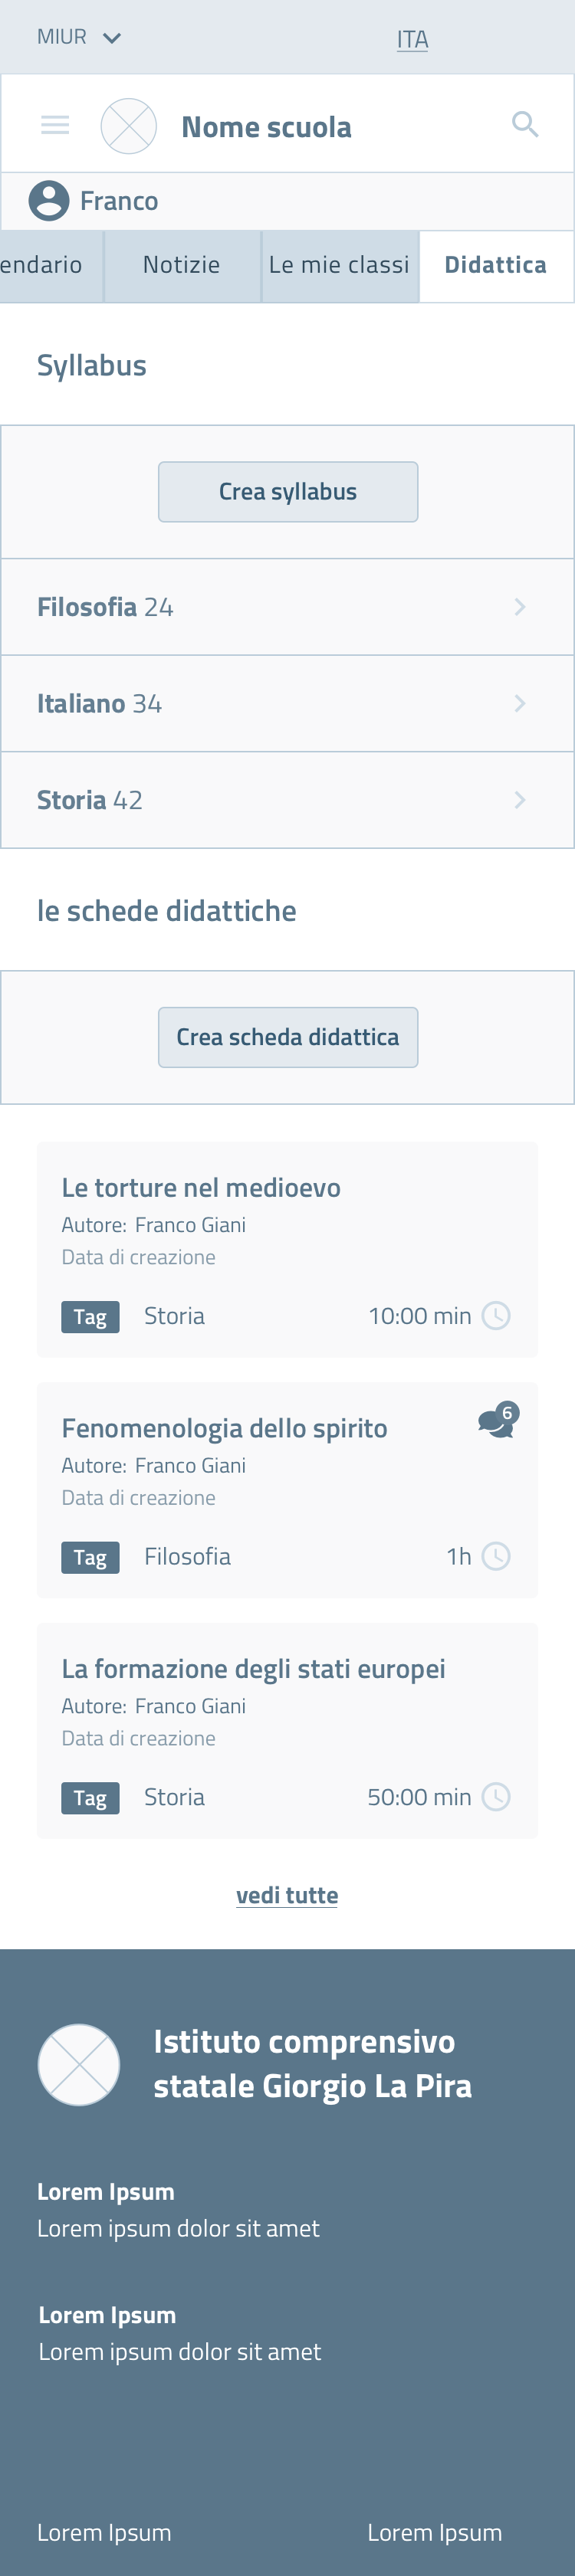 MIUR
ITA
Nome scuola
Franco
endario
Notizie
Le mie classi
Didattica
Syllabus
Crea syllabus
Filosofia 24
Italiano 34
Storia 42
le schede didattiche
Crea scheda didattica
Le torture nel medioevo
Autore: Franco Giani
Data di creazione
Tag Storia 10:00 min
6
Fenomenologia dello spirito
Autore: Franco Giani
Data di creazione
Tag Filosofia 1h
La formazione degli stati europei
Autore: Franco Giani
Data di creazione
Tag Storia 50:00 min
vedi tutte
Istituto comprensivo
statale Giorgio La Pira
Lorem Ipsum
Lorem ipsum dolor sit amet
Lorem Ipsum
Lorem ipsum dolor sit amet
Lorem Ipsum
Lorem Ipsum